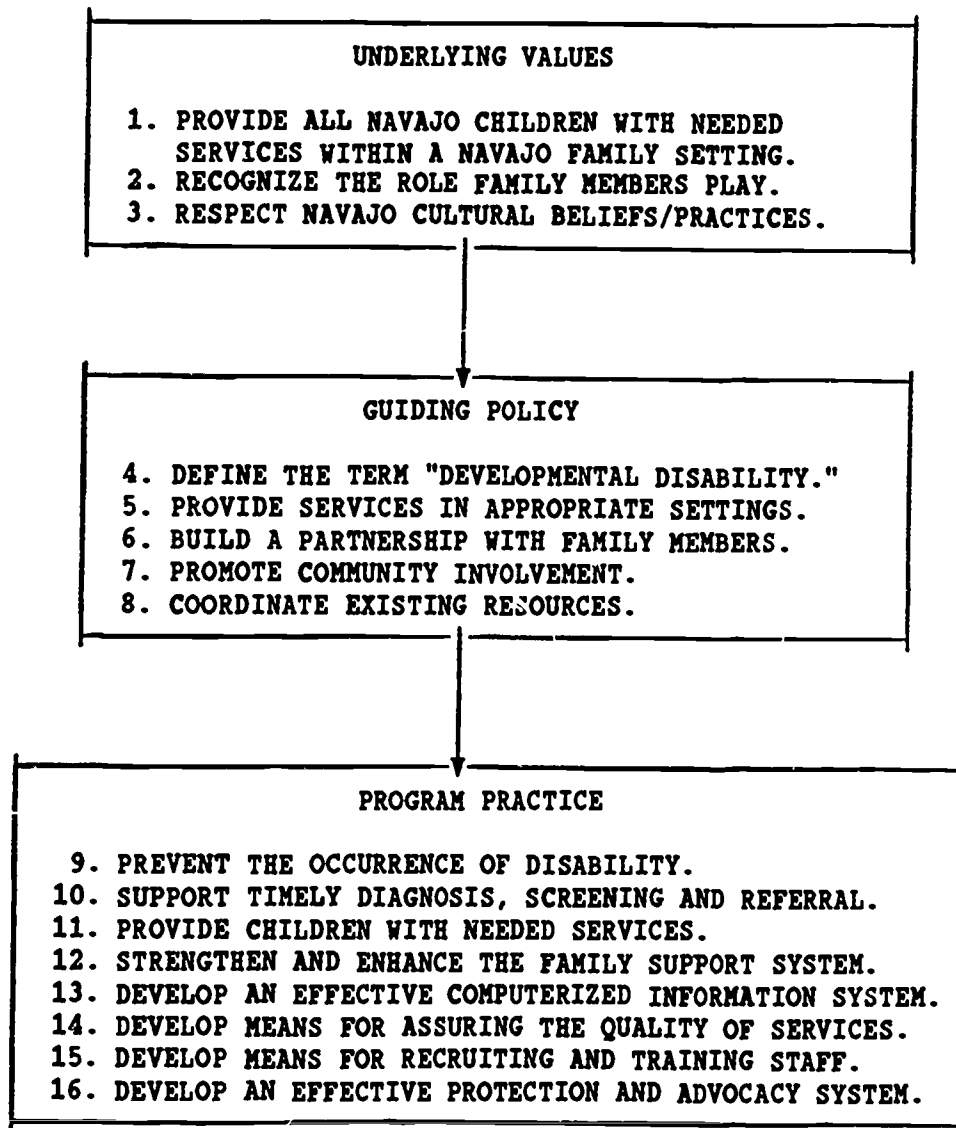 UNDERLYING VALUES
1. PROVIDE ALL NAVAJO CHILDREN WITH NEEDED
SERVICES WITHIN A NAVAJO FAMILY SETTING.
2. RECOGNIZE THE ROLE FAMILY MEMBERS PLAY.
3. RESPECT NAVAJO CULTURAL BELIEFS/PRACTICES.
GUIDING POLICY
4. DEFINE THE TERM "DEVELOPMENTAL DISABILITY."
5. PROVIDE SERVICES IN APPROPRIATE SETTINGS.
6. BUILD A PARTNERSHIP WITH FAMILY MEMBERS.
7. PROMOTE COMMUNITY INVOLVEMENT.
8. COORDINATE EXISTING RESOURCES.
PROGRAM PRACTICE
9. PREVENT THE OCCURRENCE OF DISABILITY.
10. SUPPORT TIMELY DIAGNOSIS, SCREENING AND REFERRAL.
11. PROVIDE CHILDREN WITH NEEDED SERVICES.
12. STRENGTHEN AND ENHANCE THE FAMILY SUPPORT SYSTEM.
13. DEVELOP AN EFFECTIVE COMPUTERIZED INFORMATION SYSTEM.
14. DEVELOP MEANS FOR ASSURING THE QUALITY OF SERVICES.
15. DEVELOP MEANS FOR RECRUITING AND TRAINING STAFF.
16. DEVELOP AN EFFECTIVE PROTECTION AND ADVOCACY SYSTEM.